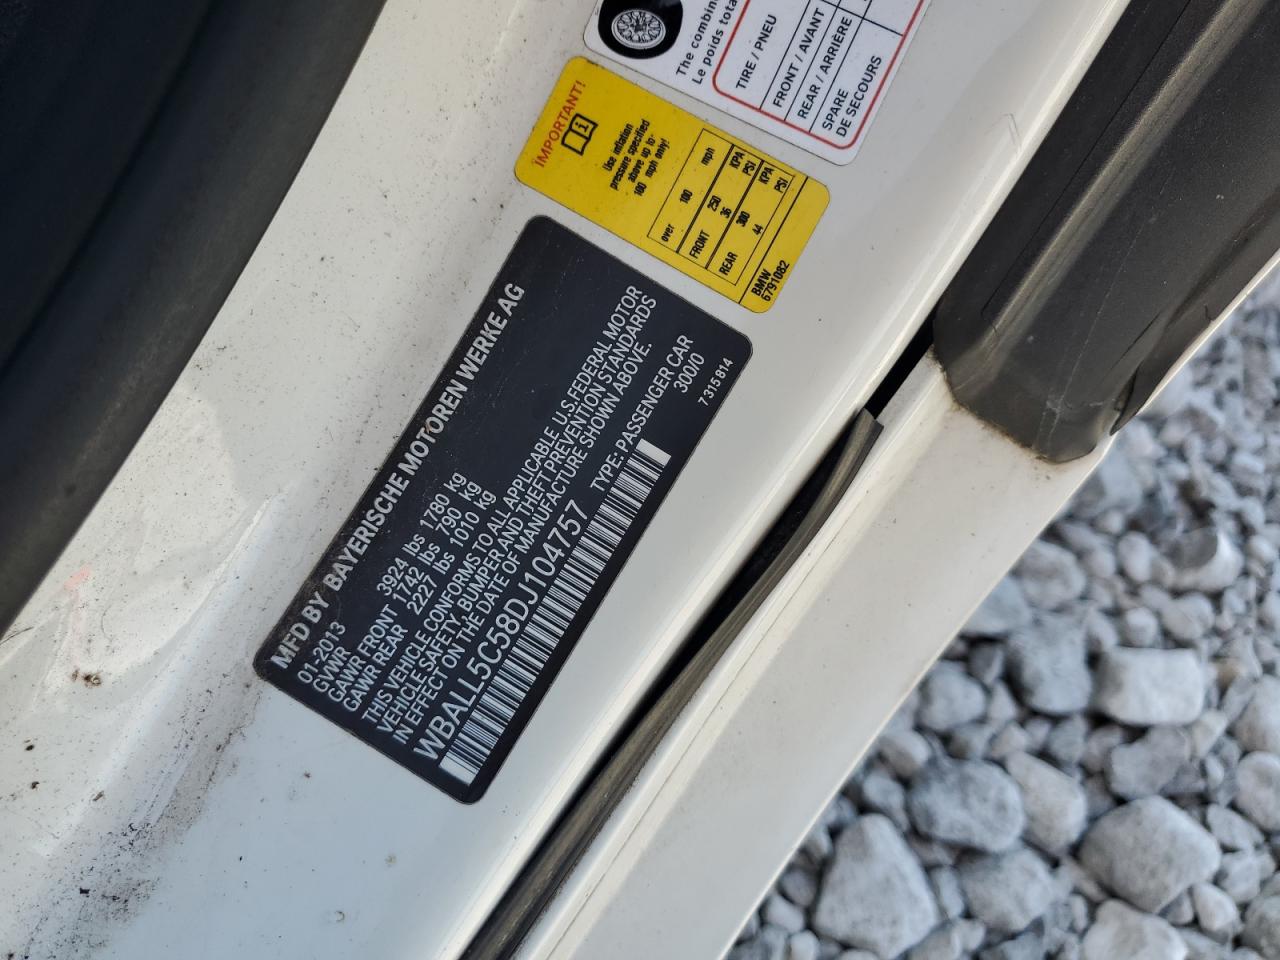 The combin
Le poids tota
TIRE / PNEU
FRONT / AVANT
REAR / ARRIÈRE
SPARE
DE SECOURS
IMPORTANT!
i
Use inflation
pressure specified
above up to
100 mph only!
over 100 mph
FRONT 250 KPA
36 PSI
REAR 300 KPA
44 PSI
BMW
6791082
MFD BY BAYERISCHE MOTOREN WERKE AG
01-2013
GVWR 3924 lbs 1780 kg
GAWR FRONT 1742 lbs 790 kg
GAWR REAR 2227 lbs 1010 kg
THIS VEHICLE CONFORMS TO ALL APPLICABLE U.S.FEDERAL MOTOR
VEHICLE SAFETY, BUMPER AND THEFT PREVENTION STANDARDS
IN EFFECT ON THE DATE OF MANUFACTURE SHOWN ABOVE.
WBALL5C58DJ104757 TYPE: PASSENGER CAR
300/0
7315814